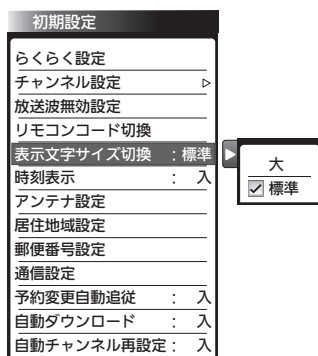 初期設定
らくらく設定
チャンネル設定 ▷
放送波無効設定
リモコンコード切換
表示文字サイズ切換 : 標準 ▶
大
☑ 標準
時刻表示 : 入
アンテナ設定
居住地域設定
郵便番号設定
通信設定
予約変更自動追従 : 入
自動ダウンロード : 入
自動チャンネル再設定 : 入